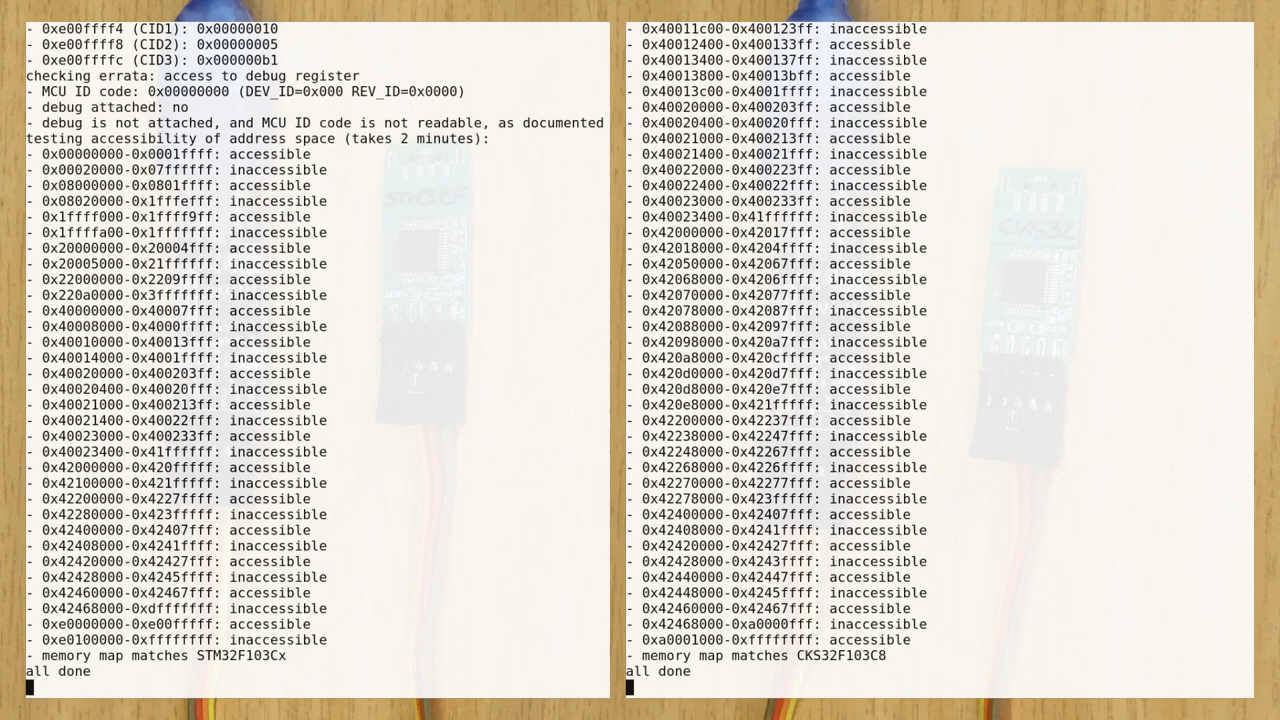 - 0xe00ffff4 (CID1): 0x00000010
- 0xe00ffff8 (CID2): 0x00000005
- 0xe00ffffc (CID3): 0x000000b1
checking errata: access to debug register
- MCU ID code: 0x00000000 (DEV_ID=0x000 REV_ID=0x0000)
- debug attached: no
- debug is not attached, and MCU ID code is not readable, as documented
testing accessibility of address space (takes 2 minutes):
- 0x00000000-0x0001ffff: accessible
- 0x00020000-0x07ffffff: inaccessible
- 0x08000000-0x0801ffff: accessible
- 0x08020000-0x1fffefff: inaccessible
- 0x1ffff000-0x1ffff9ff: accessible
- 0x1ffffa00-0x1fffffff: inaccessible
- 0x20000000-0x20004fff: accessible
- 0x20005000-0x21ffffff: inaccessible
- 0x22000000-0x2209ffff: accessible
- 0x220a0000-0x3fffffff: inaccessible
- 0x40000000-0x40007fff: accessible
- 0x40008000-0x4000ffff: inaccessible
- 0x40010000-0x40013fff: accessible
- 0x40014000-0x4001ffff: inaccessible
- 0x40020000-0x400203ff: accessible
- 0x40020400-0x40020fff: inaccessible
- 0x40021000-0x400213ff: accessible
- 0x40021400-0x40022fff: inaccessible
- 0x40023000-0x400233ff: accessible
- 0x40023400-0x41ffffff: inaccessible
- 0x42000000-0x420fffff: accessible
- 0x42100000-0x421fffff: inaccessible
- 0x42200000-0x4227ffff: accessible
- 0x42280000-0x423fffff: inaccessible
- 0x42400000-0x42407fff: accessible
- 0x42408000-0x4241ffff: inaccessible
- 0x42420000-0x42427fff: accessible
- 0x42428000-0x4245ffff: inaccessible
- 0x42460000-0x42467fff: accessible
- 0x42468000-0xdfffffff: inaccessible
- 0xe0000000-0xe00fffff: accessible
- 0xe0100000-0xffffffff: inaccessible
- memory map matches STM32F103Cx
all done
- 0x40011c00-0x400123ff: inaccessible
- 0x40012400-0x400133ff: accessible
- 0x40013400-0x400137ff: inaccessible
- 0x40013800-0x40013bff: accessible
- 0x40013c00-0x4001ffff: inaccessible
- 0x40020000-0x400203ff: accessible
- 0x40020400-0x40020fff: inaccessible
- 0x40021000-0x400213ff: accessible
- 0x40021400-0x40021fff: inaccessible
- 0x40022000-0x400223ff: accessible
- 0x40022400-0x40022fff: inaccessible
- 0x40023000-0x400233ff: accessible
- 0x40023400-0x41ffffff: inaccessible
- 0x42000000-0x42017fff: accessible
- 0x42018000-0x4204ffff: inaccessible
- 0x42050000-0x42067fff: accessible
- 0x42068000-0x4206ffff: inaccessible
- 0x42070000-0x42077fff: accessible
- 0x42078000-0x42087fff: inaccessible
- 0x42088000-0x42097fff: accessible
- 0x42098000-0x420a7fff: inaccessible
- 0x420a8000-0x420cffff: accessible
- 0x420d0000-0x420d7fff: inaccessible
- 0x420d8000-0x420e7fff: accessible
- 0x420e8000-0x421fffff: inaccessible
- 0x42200000-0x42237fff: accessible
- 0x42238000-0x42247fff: inaccessible
- 0x42248000-0x42267fff: accessible
- 0x42268000-0x4226ffff: inaccessible
- 0x42270000-0x42277fff: accessible
- 0x42278000-0x423fffff: inaccessible
- 0x42400000-0x42407fff: accessible
- 0x42408000-0x4241ffff: inaccessible
- 0x42420000-0x42427fff: accessible
- 0x42428000-0x4243ffff: inaccessible
- 0x42440000-0x42447fff: accessible
- 0x42448000-0x4245ffff: inaccessible
- 0x42460000-0x42467fff: accessible
- 0x42468000-0xa0000fff: inaccessible
- 0xa0001000-0xffffffff: accessible
- memory map matches CKS32F103C8
all done
STM32F
CKS32